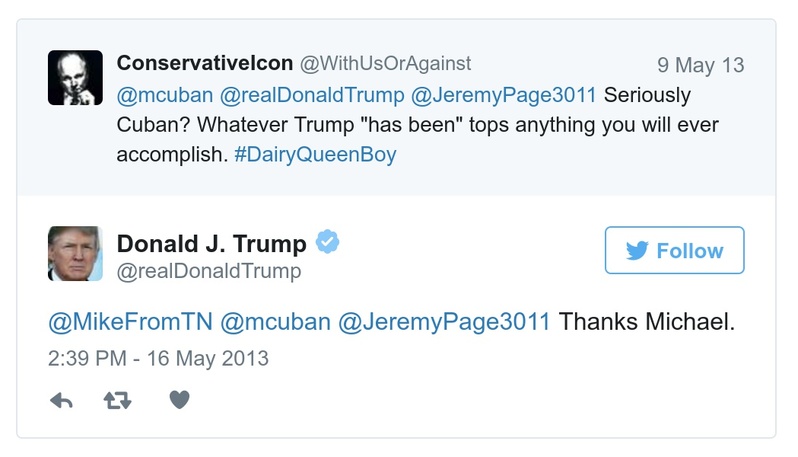 ConservativeIcon @WithUsOrAgainst 9 May 13
@mcuban @realDonaldTrump @JeremyPage3011 Seriously
Cuban? Whatever Trump "has been" tops anything you will ever
accomplish. #DairyQueenBoy
Donald J. Trump
@realDonaldTrump
Follow
@MikeFromTN @mcuban @JeremyPage3011 Thanks Michael.
2:39 PM - 16 May 2013